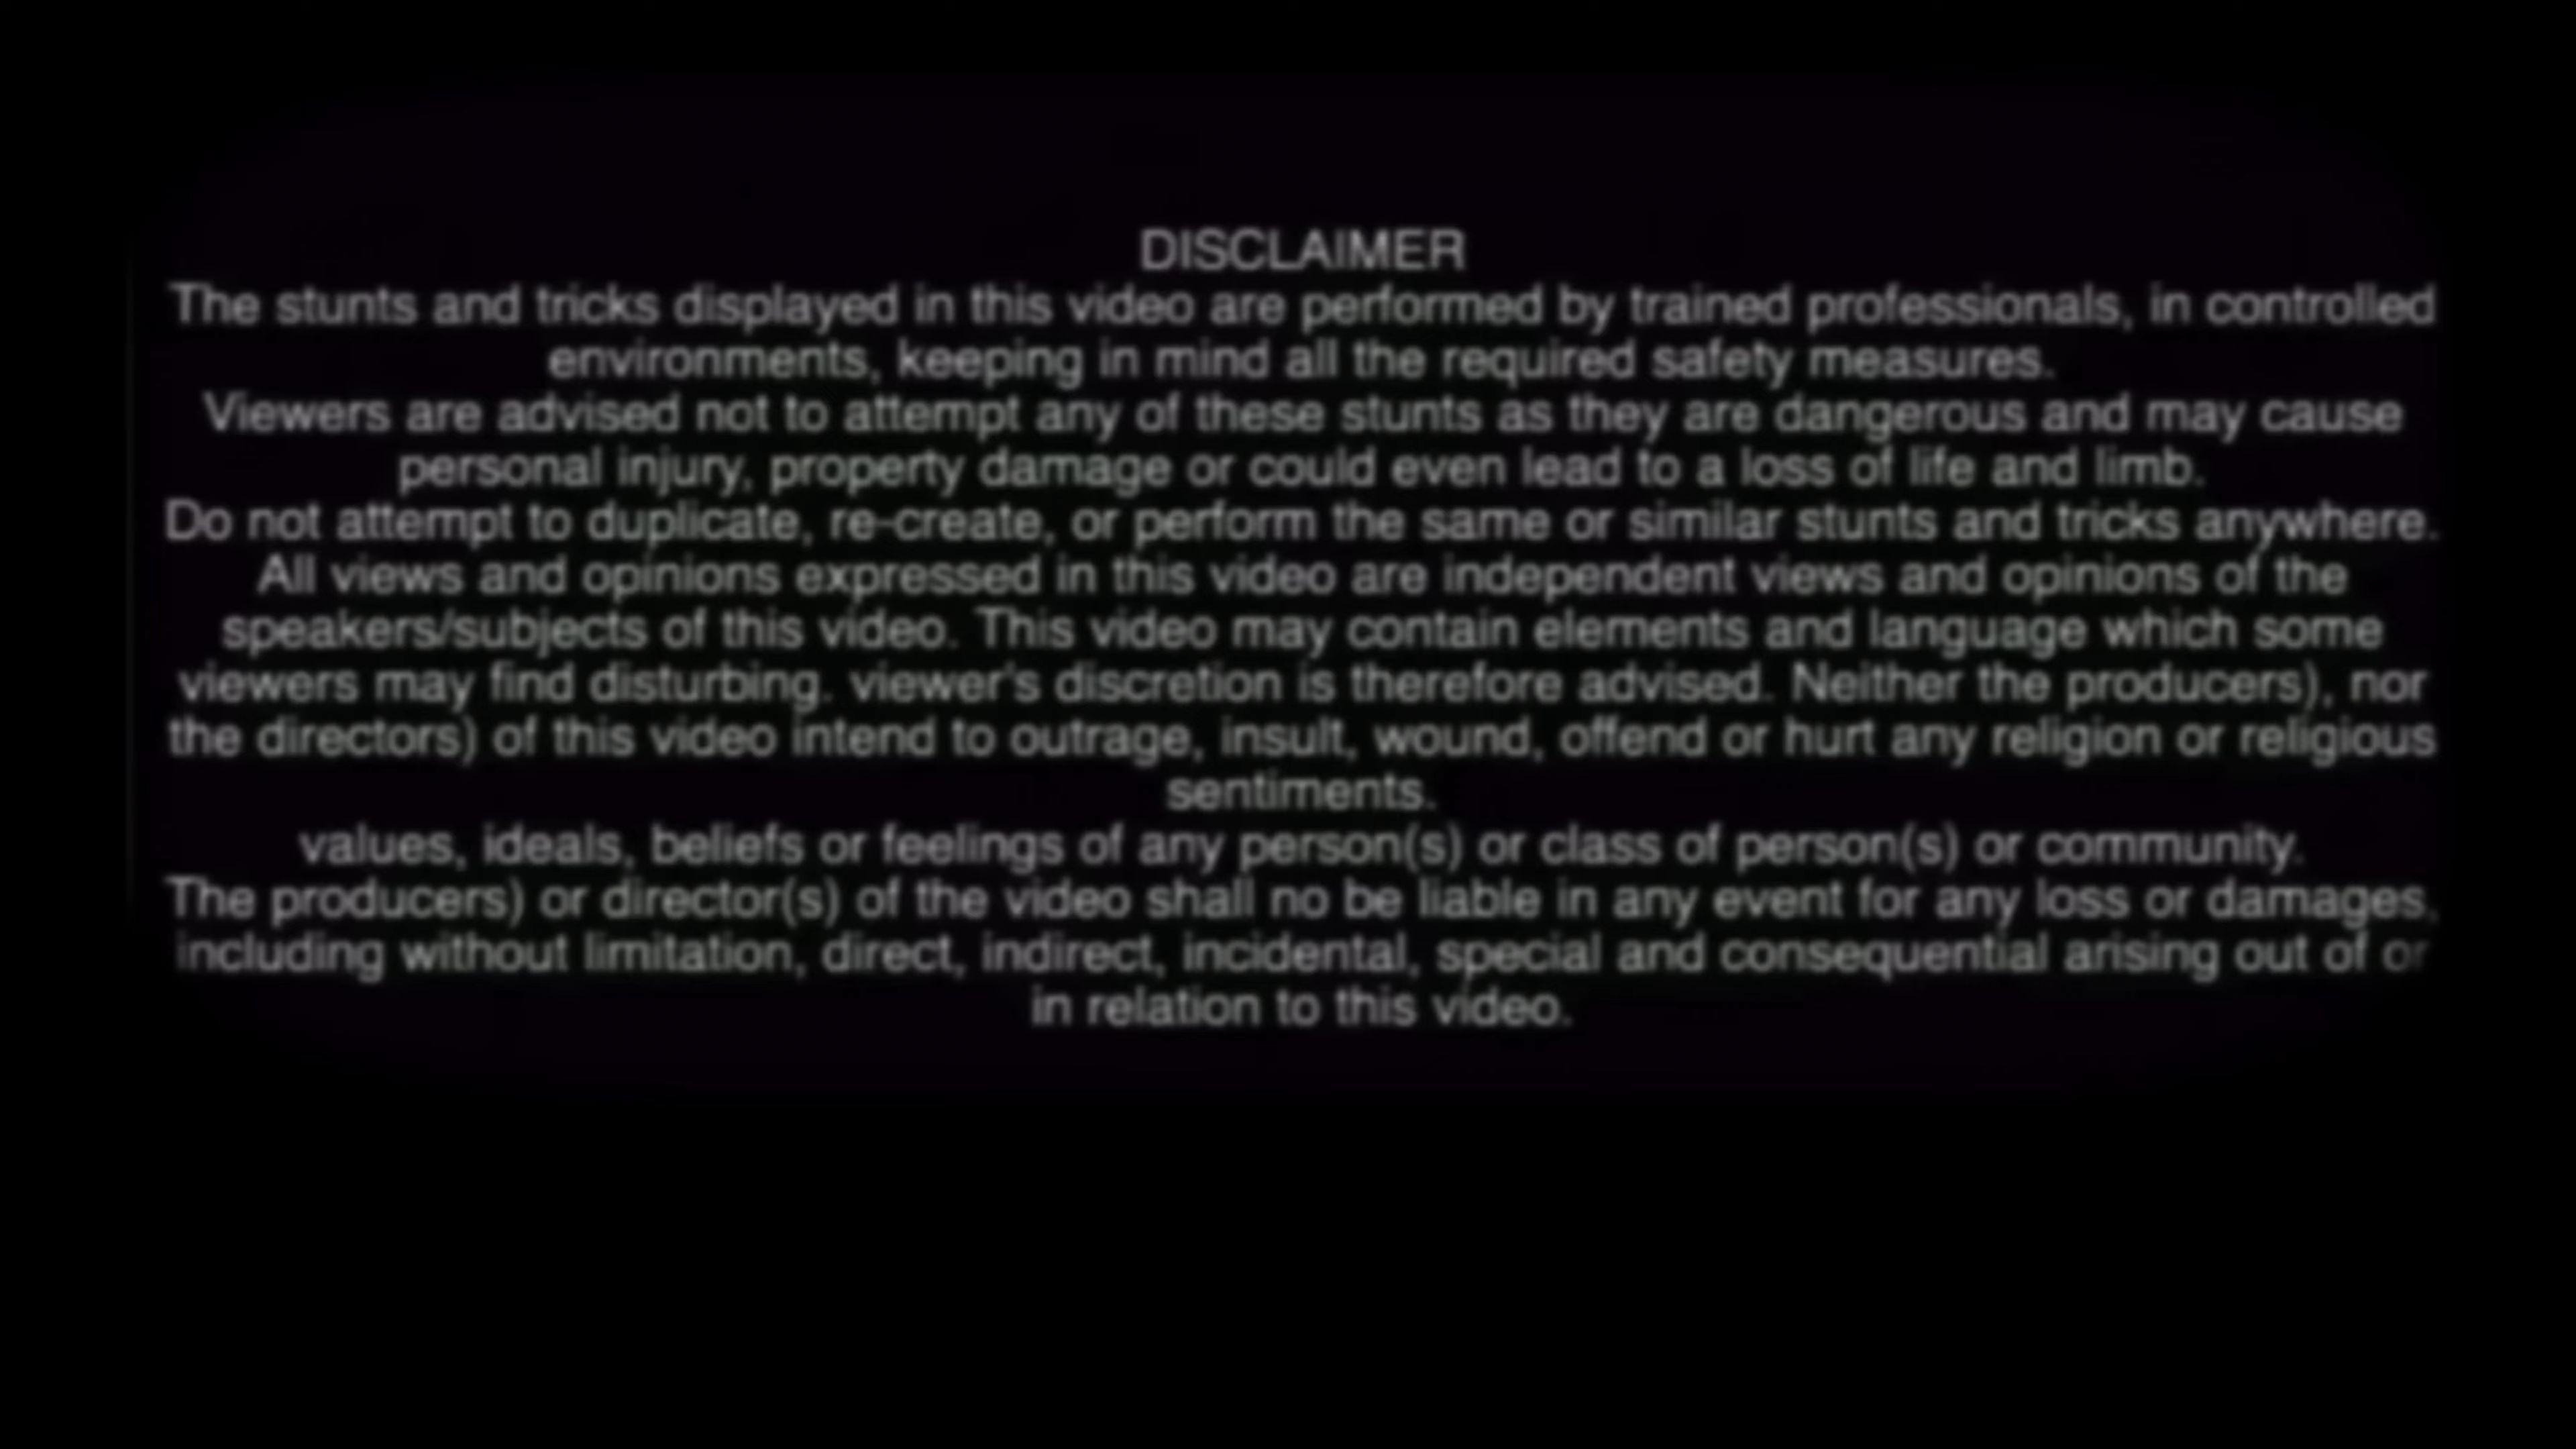 DISCLAIMER
The stunts and tricks displayed in this video are performed by trained professionals, in controlled
environments, keeping in mind all the required safety measures.
Viewers are advised not to attempt any of these stunts as they are dangerous and may cause
personal injury, property damage or could even lead to a loss of life and limb.
Do not attempt to duplicate, re-create, or perform the same or similar stunts and tricks anywhere.
All views and opinions expressed in this video are independent views and opinions of the
speakers/subjects of this video. This video may contain elements and language which some
viewers may find disturbing. viewer's discretion is therefore advised. Neither the producers), nor
the directors) of this video intend to outrage, insult, wound, offend or hurt any religion or religious
sentiments.
values, ideals, beliefs or feelings of any person(s) or class of person(s) or community.
The producers) or director(s) of the video shall no be liable in any event for any loss or damages,
including without limitation, direct, indirect, incidental, special and consequential arising out of or
in relation to this video.